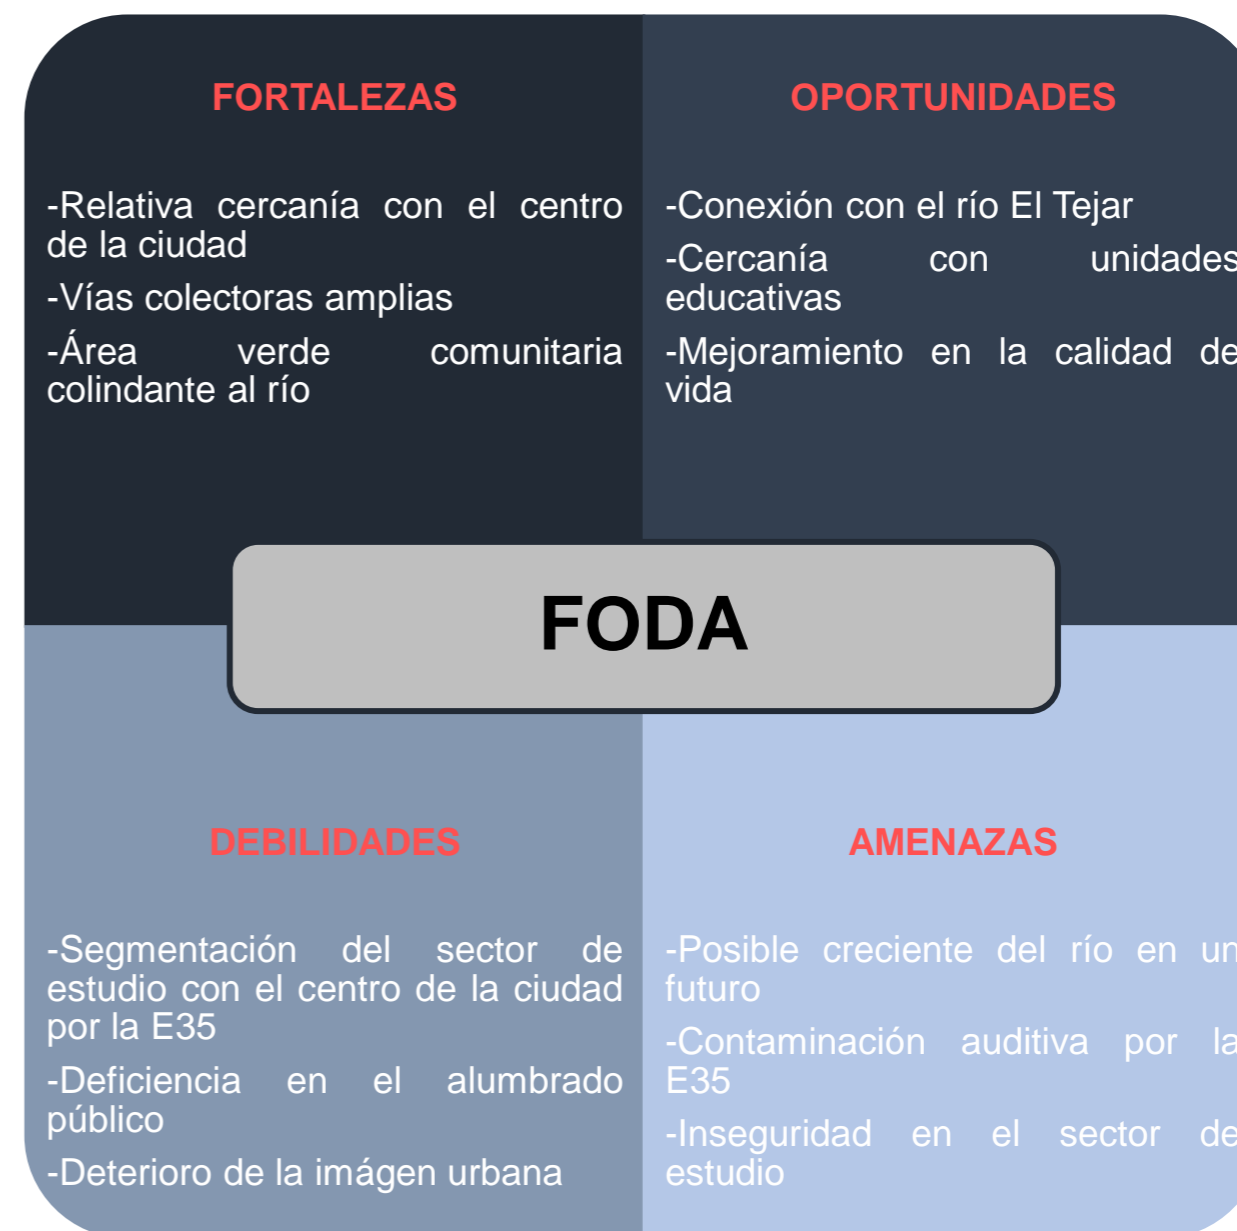 FORTALEZAS
-Relativa cercanía con el centro
de la ciudad
-Vías colectoras amplias
-Área verde comunitaria
colindante al río
OPORTUNIDADES
-Conexión con el río El Tejar
-Cercanía con unidades
educativas
-Mejoramiento en la calidad de
vida
FODA
DEBILIDADES
-Segmentación del sector de
estudio con el centro de la ciudad
por la E35
-Deficiencia en el alumbrado
público
-Deterioro de la imágen urbana
AMENAZAS
-Posible creciente del río en un
futuro
-Contaminación auditiva por la
E35
-Inseguridad en el sector de
estudio